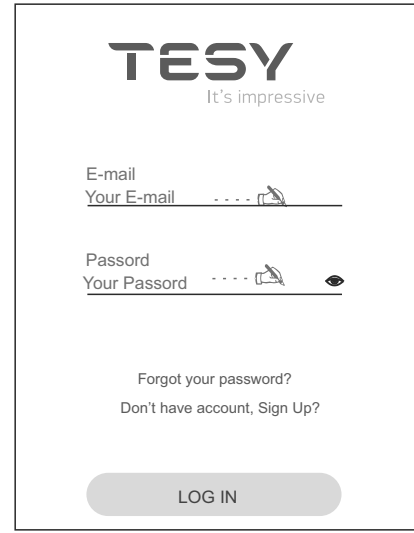 TESY
It's impressive
E-mail
Your E-mail
Passord
Your Passord
Forgot your password?
Don't have account, Sign Up?
LOG IN